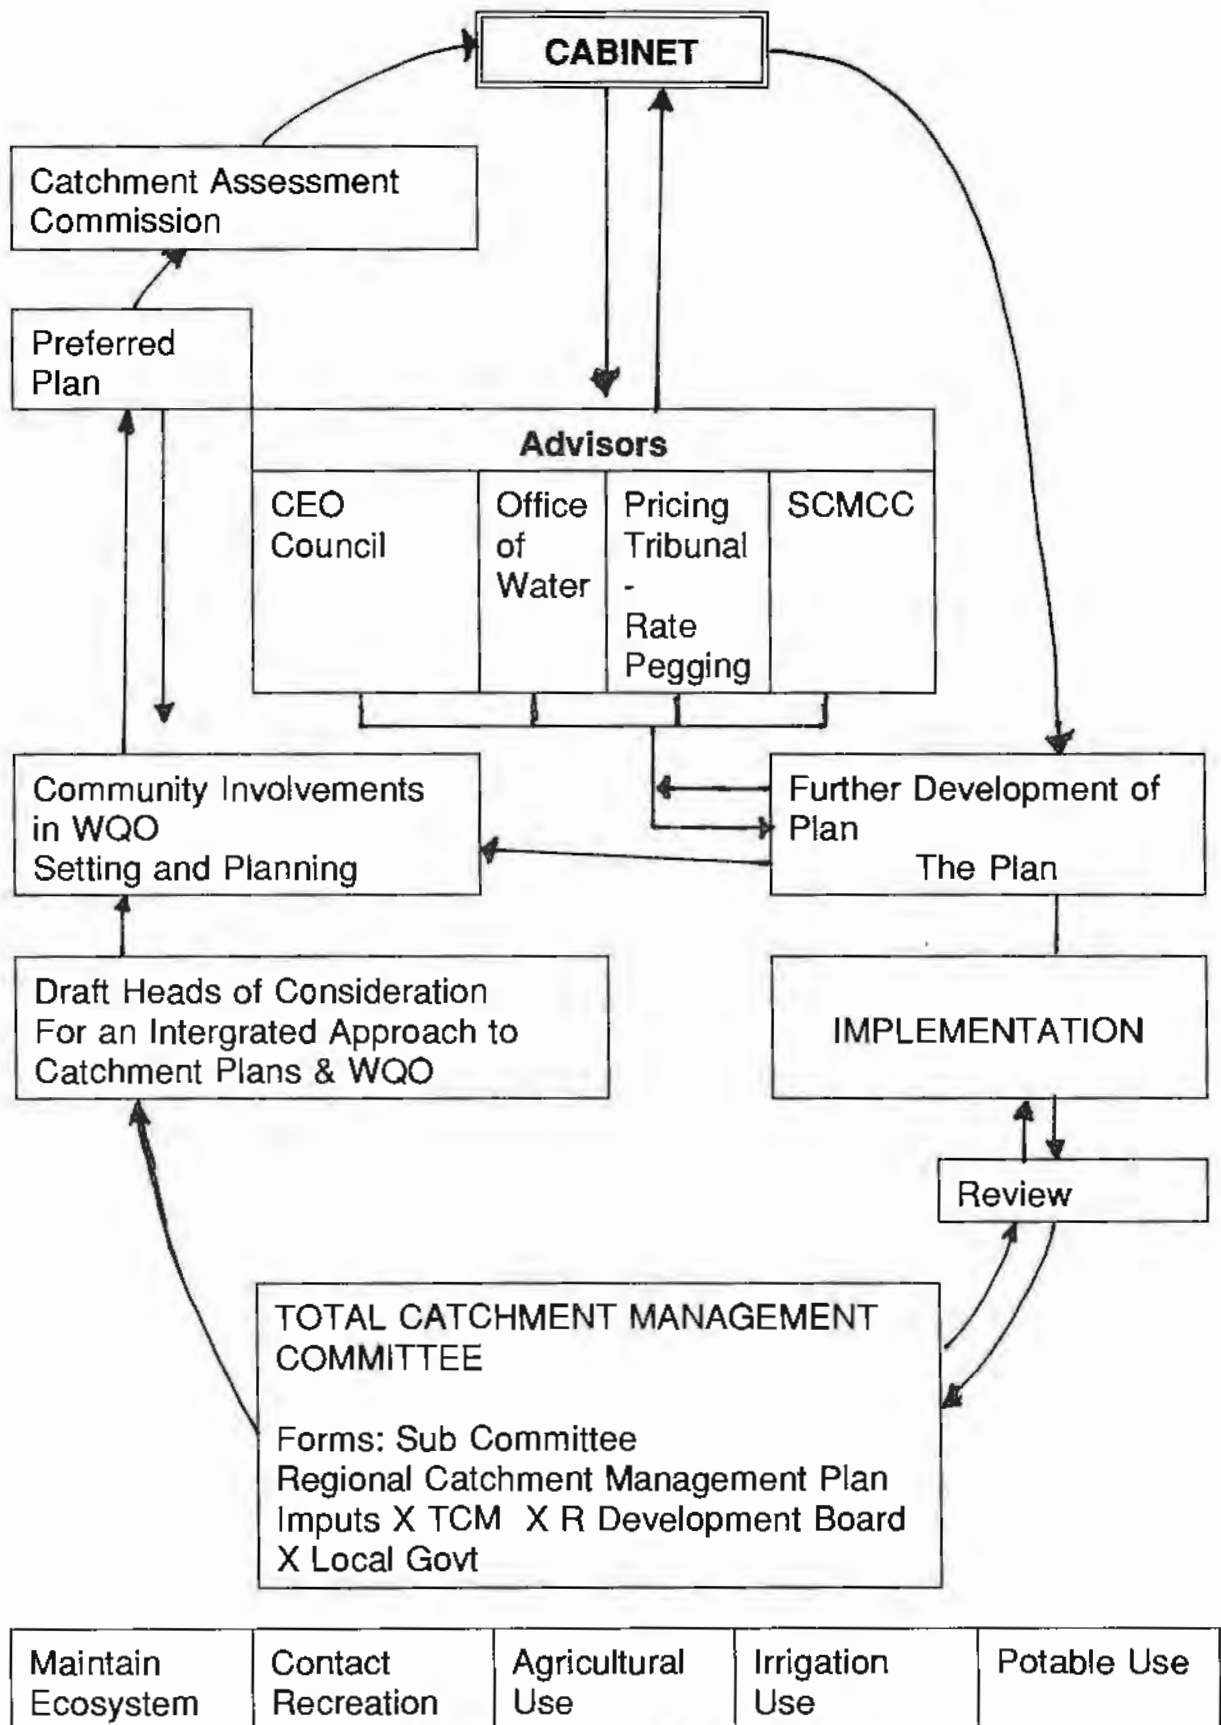 CABINET
Catchment Assessment
Commission
Preferred
Plan
Advisors
CEO
Council
Office
of
Water
Pricing
Tribunal
-
Rate
Pegging
SCMCC
Community Involvements
in WQO
Setting and Planning
Further Development of
Plan
The Plan
Draft Heads of Consideration
For an Intergrated Approach to
Catchment Plans & WQO
IMPLEMENTATION
Review
TOTAL CATCHMENT MANAGEMENT
COMMITTEE
Forms: Sub Committee
Regional Catchment Management Plan
Imputs X TCM X R Development Board
X Local Govt
Maintain
Ecosystem
Contact
Recreation
Agricultural
Use
Irrigation
Use
Potable Use